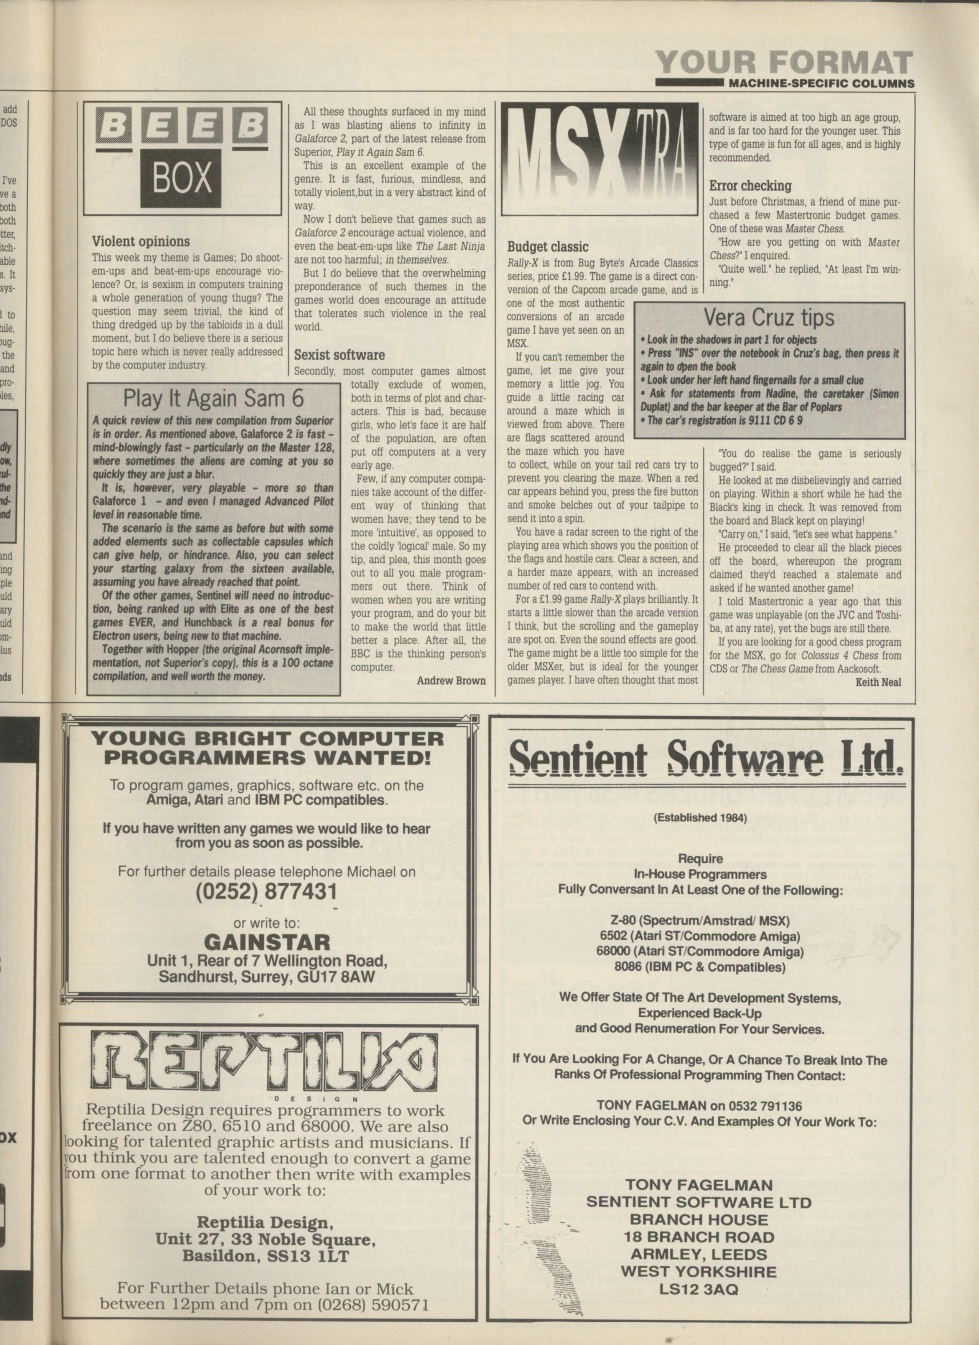 YOUR FORMAT
MACHINE-SPECIFIC COLUMNS
add
DOS
I've
ve a
both
both
tter,
itch-
able
s. It
sys-
d to
hile,
bug-
the
and
pro-
bles,
BEEB
BOX
Violent opinions
This week my theme is Games; Do shoot-
em-ups and beat-em-ups encourage vio-
lence? Or, is sexism in computers training
a whole generation of young thugs? The
question may seem trivial, the kind of
thing dredged up by the tabloids in a dull
moment, but I do believe there is a serious
topic here which is never really addressed
by the computer industry.
Play It Again Sam 6
A quick review of this new compilation from Superior
is in order. As mentioned above, Galaforce 2 is fast –
mind-blowingly fast – particularly on the Master 128,
where sometimes the aliens are coming at you so
quickly they are just a blur.
It is, however, very playable – more so than
Galaforce 1 – and even I managed Advanced Pilot
level in reasonable time.
The scenario is the same as before but with some
added elements such as collectable capsules which
can give help, or hindrance. Also, you can select
your starting galaxy from the sixteen available,
assuming you have already reached that point.
Of the other games, Sentinel will need no introduc-
tion, being ranked up with Elite as one of the best
games EVER, and Hunchback is a real bonus for
Electron users, being new to that machine.
Together with Hopper (the original Acornsoft imple-
mentation, not Superior's copy), this is a 100 octane
compilation, and well worth the money.
All these thoughts surfaced in my mind
as I was blasting aliens to infinity in
Galaforce 2, part of the latest release from
Superior, Play it Again Sam 6.
This is an excellent example of the
genre. It is fast, furious, mindless, and
totally violent,but in a very abstract kind of
way.
Now I don't believe that games such as
Galaforce 2 encourage actual violence, and
even the beat-em-ups like The Last Ninja
are not too harmful; in themselves.
But I do believe that the overwhelming
preponderance of such themes in the
games world does encourage an attitude
that tolerates such violence in the real
world.
Sexist software
Secondly, most computer games almost
totally exclude of women,
both in terms of plot and char-
acters. This is bad, because
girls, who let's face it are half
of the population, are often
put off computers at a very
early age.
Few, if any computer compa-
nies take account of the differ-
ent way of thinking that
women have; they tend to be
more 'intuitive', as opposed to
the coldly 'logical' male. So my
tip, and plea, this month goes
out to all you male program-
mers out there. Think of
women when you are writing
your program, and do your bit
to make the world that little
better a place. After all, the
BBC is the thinking person's
computer.
Andrew Brown
MSXTRA
Budget classic
Rally-X is from Bug Byte's Arcade Classics
series, price £1.99. The game is a direct con-
version of the Capcom arcade game, and is
one of the most authentic
conversions of an arcade
game I have yet seen on an
MSX.
If you can't remember the
game, let me give your
memory a little jog. You
guide a little racing car
around a maze which is
viewed from above. There
are flags scattered around
the maze which you have
to collect, while on your tail red cars try to
prevent you clearing the maze. When a red
car appears behind you, press the fire button
and smoke belches out of your tailpipe to
send it into a spin.
You have a radar screen to the right of the
playing area which shows you the position of
the flags and hostile cars. Clear a screen, and
a harder maze appears, with an increased
number of red cars to contend with.
For a £1.99 game Rally-X plays brilliantly. It
starts a little slower than the arcade version
I think, but the scrolling and the gameplay
are spot on. Even the sound effects are good.
The game might be a little too simple for the
older MSXer, but is ideal for the younger
games player. I have often thought that most
software is aimed at too high an age group,
and is far too hard for the younger user. This
type of game is fun for all ages, and is highly
recommended.
Error checking
Just before Christmas, a friend of mine pur-
chased a few Mastertronic budget games.
One of these was Master Chess.
"How are you getting on with Master
Chess?" I enquired.
"Quite well." he replied, "At least I'm win-
ning."
Vera Cruz tips
• Look in the shadows in part 1 for objects
• Press "INS" over the notebook in Cruz's bag, then press it
again to open the book
• Look under her left hand fingernails for a small clue
• Ask for statements from Nadine, the caretaker (Simon
Duplat) and the bar keeper at the Bar of Poplars
• The car's registration is 9111 CD 6 9
"You do realise the game is seriously
bugged?" I said.
He looked at me disbelievingly and carried
on playing. Within a short while he had the
Black's king in check. It was removed from
the board and Black kept on playing!
"Carry on," I said, "let's see what happens."
He proceeded to clear all the black pieces
off the board, whereupon the program
claimed they'd reached a stalemate and
asked if he wanted another game!
I told Mastertronic a year ago that this
game was unplayable (on the JVC and Toshi-
ba, at any rate), yet the bugs are still there.
If you are looking for a good chess program
for the MSX, go for Colossus 4 Chess from
CDS or The Chess Game from Aackosoft.
Keith Neal
YOUNG BRIGHT COMPUTER
PROGRAMMERS WANTED!
To program games, graphics, software etc. on the
Amiga, Atari and IBM PC compatibles.
If you have written any games we would like to hear
from you as soon as possible.
For further details please telephone Michael on
(0252) 877431
or write to:
GAINSTAR
Unit 1, Rear of 7 Wellington Road,
Sandhurst, Surrey, GU17 8AW
REPTILIA
DESIGN
Reptilia Design requires programmers to work
freelance on Z80, 6510 and 68000. We are also
looking for talented graphic artists and musicians. If
you think you are talented enough to convert a game
from one format to another then write with examples
of your work to:
Reptilia Design,
Unit 27, 33 Noble Square,
Basildon, SS13 1LT
For Further Details phone Ian or Mick
between 12pm and 7pm on (0268) 590571
Sentient Software Ltd.
(Established 1984)
Require
In-House Programmers
Fully Conversant In At Least One of the Following:
Z-80 (Spectrum/Amstrad/ MSX)
6502 (Atari ST/Commodore Amiga)
68000 (Atari ST/Commodore Amiga)
8086 (IBM PC & Compatibles)
We Offer State Of The Art Development Systems,
Experienced Back-Up
and Good Renumeration For Your Services.
If You Are Looking For A Change, Or A Chance To Break Into The
Ranks Of Professional Programming Then Contact:
TONY FAGELMAN on 0532 791136
Or Write Enclosing Your C.V. And Examples Of Your Work To:
TONY FAGELMAN
SENTIENT SOFTWARE LTD
BRANCH HOUSE
18 BRANCH ROAD
ARMLEY, LEEDS
WEST YORKSHIRE
LS12 3AQ